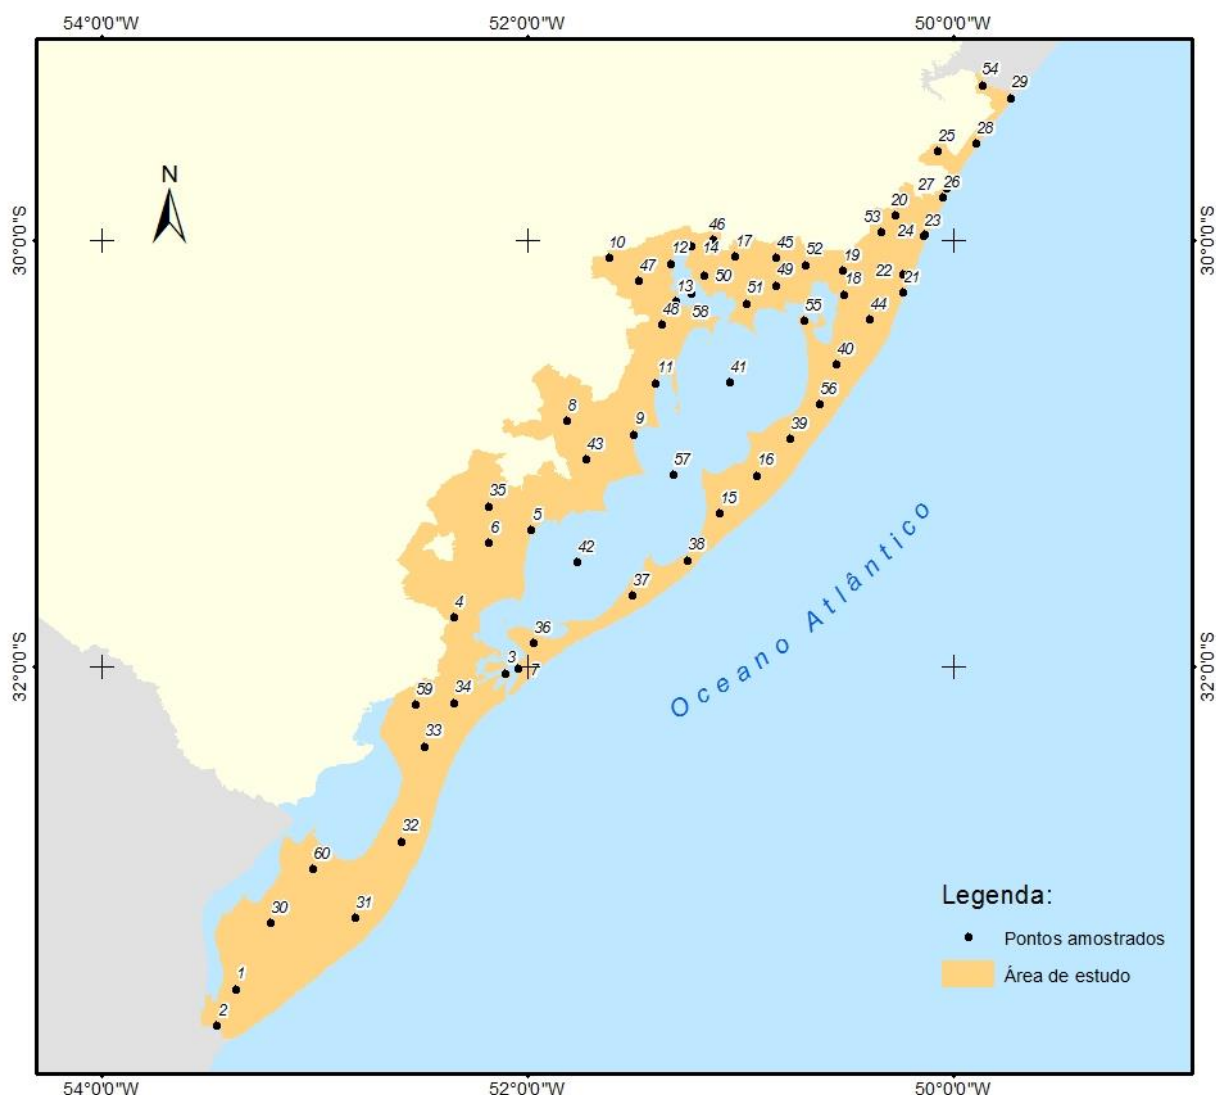 54°0'0"W 52°0'0"W 50°0'0"W
54
29
28
25
N
27 26
20
53 23
24
46
10 12 14 17 45 52 19
30°0'0"S 30°0'0"S
47 50 49 18 22
21
13 51
48 58 55 44
11 41 40
56
8
9 39
43
57 16
35
5 15
6
42 38
37
4
36
3
7
32°0'0"S 32°0'0"S
Oceano Atlântico
59 34
33
32
60
31
30
1
2
Legenda:
Pontos amostrados
Área de estudo
54°0'0"W 52°0'0"W 50°0'0"W